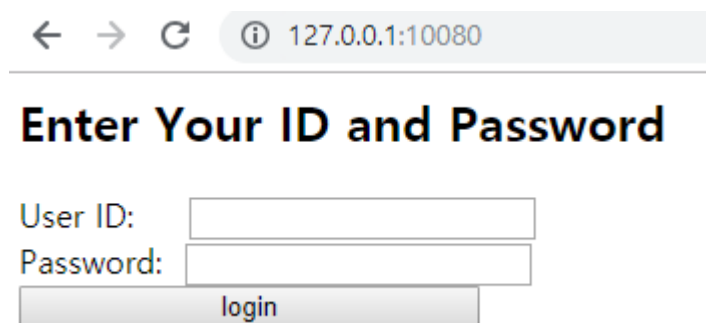 127.0.0.1:10080
Enter Your ID and Password
User ID:
Password:
login